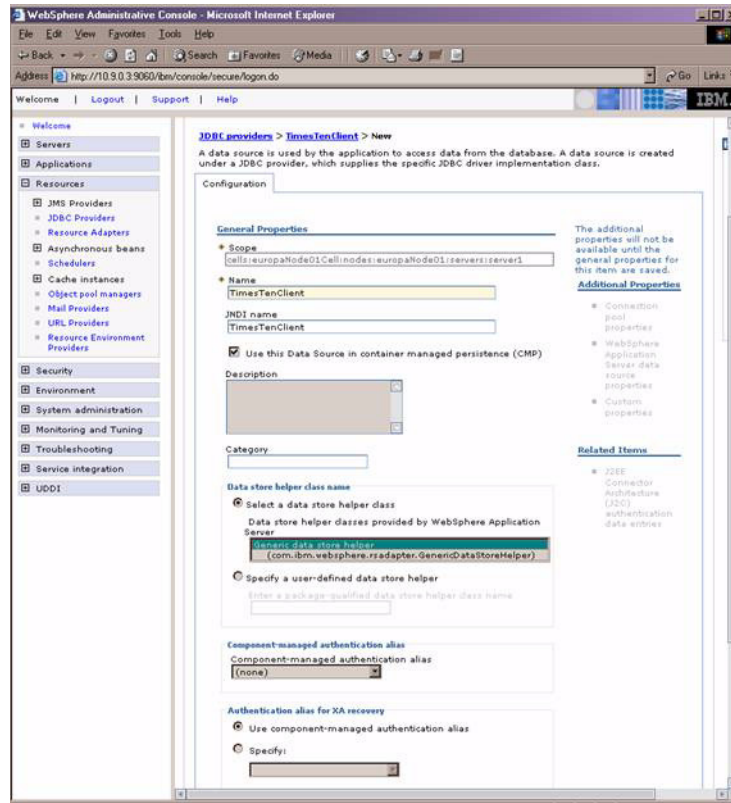 WebSphere Administrative Console - Microsoft Internet Explorer
File Edit View Favorites Tools Help
Back Search Favorites Media
Address http://10.9.0.3:9060/ibm/console/secure/logon.do Go Links
Welcome | Logout | Support | Help IBM.
Welcome
Servers
Applications
Resources
JMS Providers
JDBC Providers
Resource Adapters
Asynchronous beans
Schedulers
Cache instances
Object pool managers
Mail Providers
URL Providers
Resource Environment
Providers
Security
Environment
System administration
Monitoring and Tuning
Troubleshooting
Service integration
UDDI
JDBC providers > TimesTenClient > New
A data source is used by the application to access data from the database. A data source is created
under a JDBC provider, which supplies the specific JDBC driver implementation class.
Configuration
General Properties
Scope
cells:europaNode01Cell:nodes:europaNode01:servers:server1
Name
TimesTenClient
JNDI name
TimesTenClient
Use this Data Source in container managed persistence (CMP)
Description
Category
Data store helper class name
Select a data store helper class
Data store helper classes provided by WebSphere Application
Server
Generic data store helper
(com.ibm.websphere.rsadapter.GenericDataStoreHelper)
Specify a user-defined data store helper
Enter a package-qualified data store helper class name
Component-managed authentication alias
Component-managed authentication alias
(none)
Authentication alias for XA recovery
Use component-managed authentication alias
Specify:
The additional
properties will not be
available until the
general properties for
this item are saved.
Additional Properties
Connection
pool
properties
WebSphere
Application
Server data
source
properties
Custom
properties
Related Items
J2EE
Connector
Architecture
(J2C)
authentication
data entries